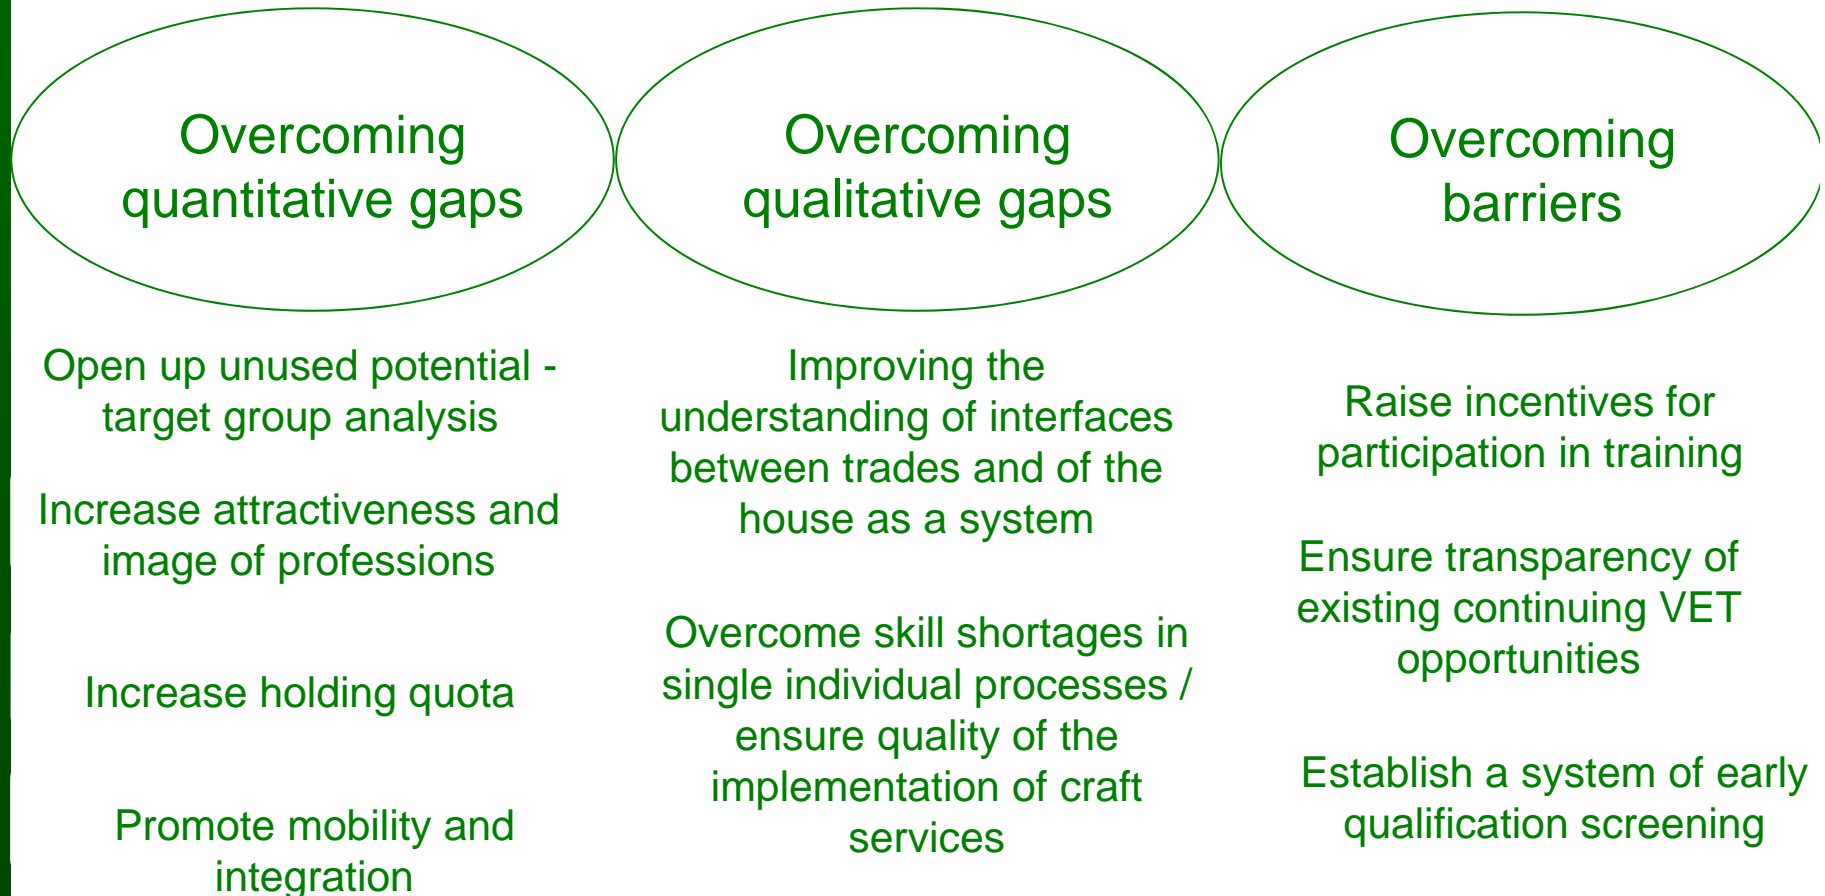 Overcoming
quantitative gaps
Open up unused potential -
target group analysis
Increase attractiveness and
image of professions
Increase holding quota
Promote mobility and
integration
Overcoming
qualitative gaps
Improving the
understanding of interfaces
between trades and of the
house as a system
Overcome skill shortages in
single individual processes /
ensure quality of the
implementation of craft
services
Overcoming
barriers
Raise incentives for
participation in training
Ensure transparency of
existing continuing VET
opportunities
Establish a system of early
qualification screening